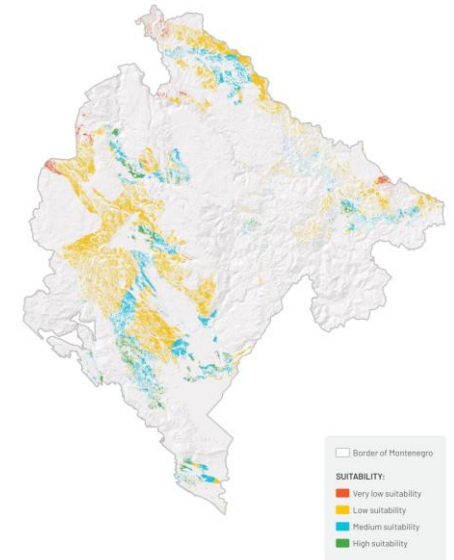 Border of Montenegro
SUITABILITY:
Very low suitability
Low suitability
Medium suitability
High suitability